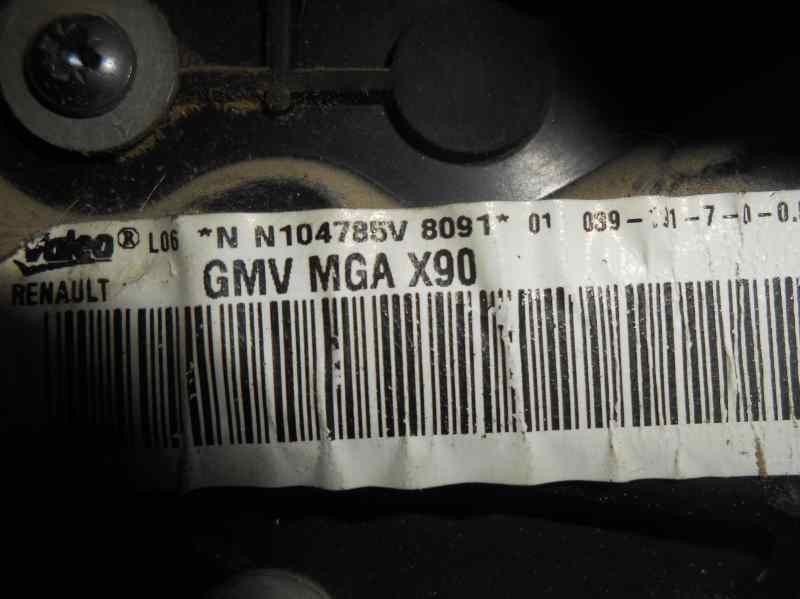 Valeo® L06 *N N104785V 8091* 01
GMV MGA X90
RENAULT